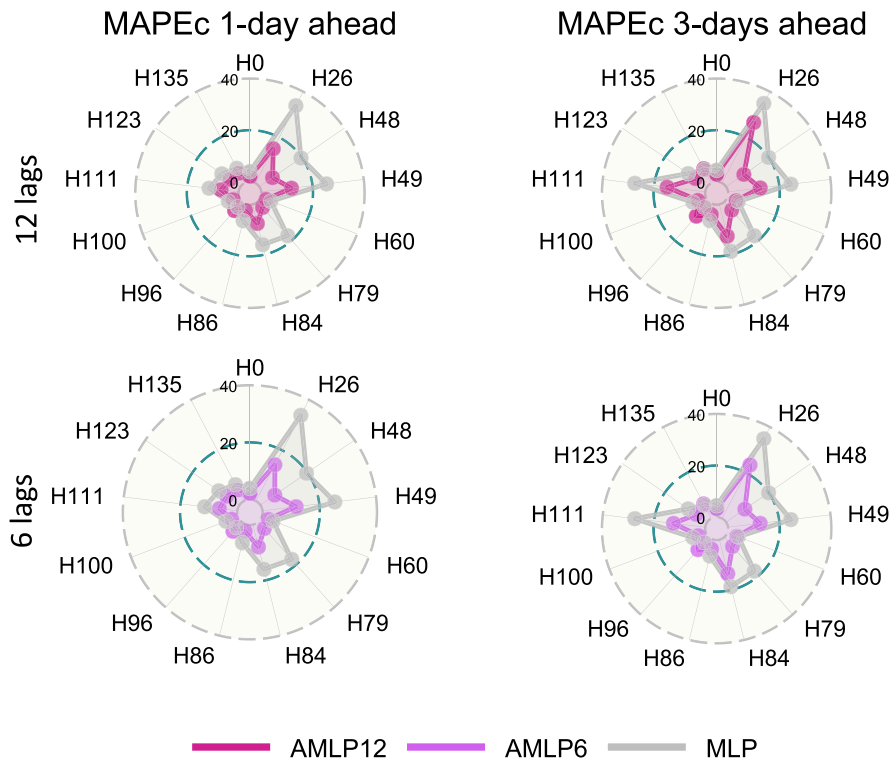 MAPEc 1-day ahead
MAPEc 3-days ahead
12 lags
H0
H26
H48
H49
H60
H79
H84
H86
H96
H100
H111
H123
H135
40
20
0
H0
H26
H48
H49
H60
H79
H84
H86
H96
H100
H111
H123
H135
40
20
0
6 lags
H0
H26
H48
H49
H60
H79
H84
H86
H96
H100
H111
H123
H135
40
20
0
H0
H26
H48
H49
H60
H79
H84
H86
H96
H100
H111
H123
H135
40
20
0
AMLP12 AMLP6 MLP